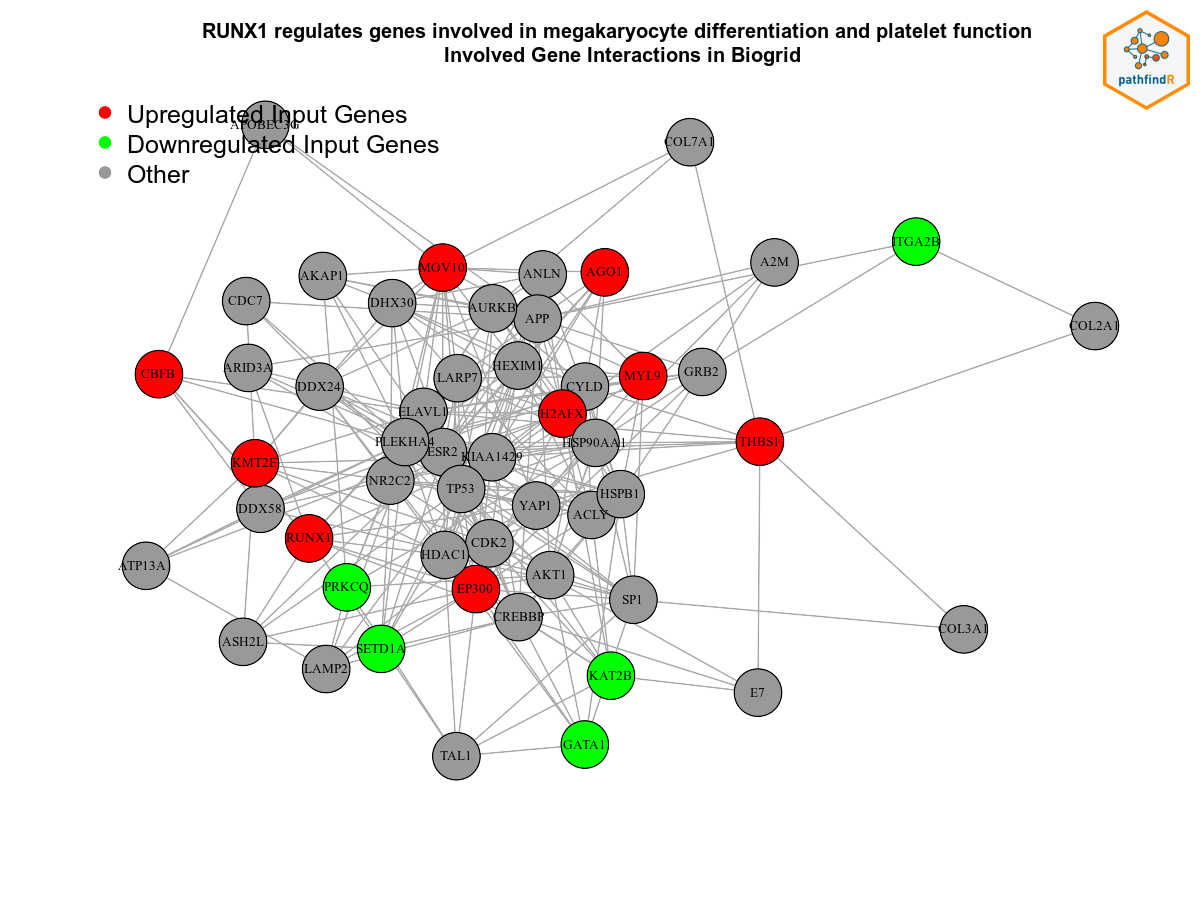 RUNX1 regulates genes involved in megakaryocyte differentiation and platelet function
Involved Gene Interactions in Biogrid
pathfindR
Upregulated Input Genes
Downregulated Input Genes
Other
APOBEC3G
COL7A1
ITGA2B
A2M
MOV10
AGO1
ANLN
AKAP1
CDC7
DHX30
AURKB
APP
COL2A1
CBFB
ARID3A
DDX24
LARP7
HEXIM1
CYLD
MYL9
GRB2
ELAVL1
H2AFX
PLEKHA4
ESR2
HSP90AA1
THBS1
KIAA1429
KMT2E
NR2C2
TP53
HSPB1
DDX58
YAP1
ACLY
RUNX1
CDK2
HDAC1
ATP13A
PRKCQ
EP300
AKT1
SP1
CREBBP
COL3A1
ASH2L
SETD1A
LAMP2
KAT2B
E7
GATA1
TAL1